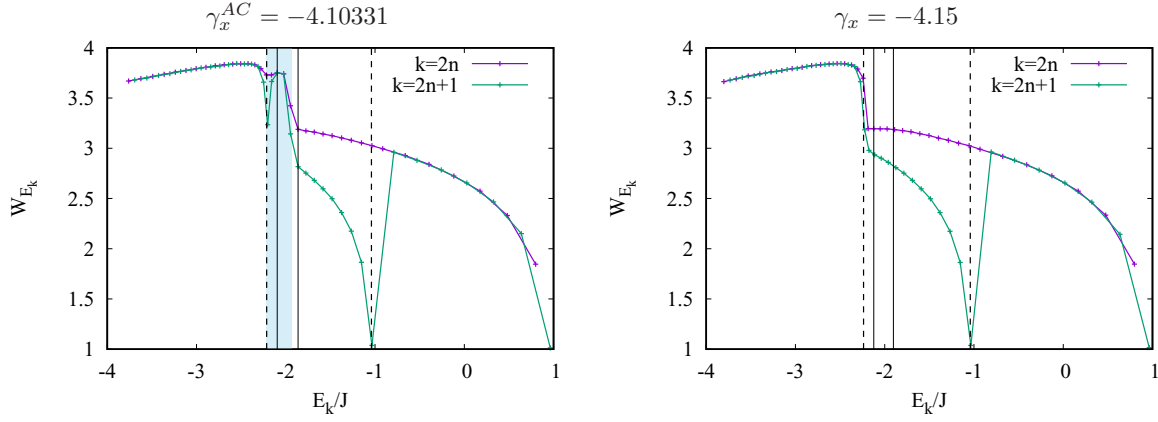 γ_x^{AC} = −4.10331
4
3.5
3
2.5
2
1.5
1
W_{E_k}
k=2n
k=2n+1
-4 -3 -2 -1 0 1
E_k/J
γ_x = −4.15
4
3.5
3
2.5
2
1.5
1
W_{E_k}
k=2n
k=2n+1
-4 -3 -2 -1 0 1
E_k/J